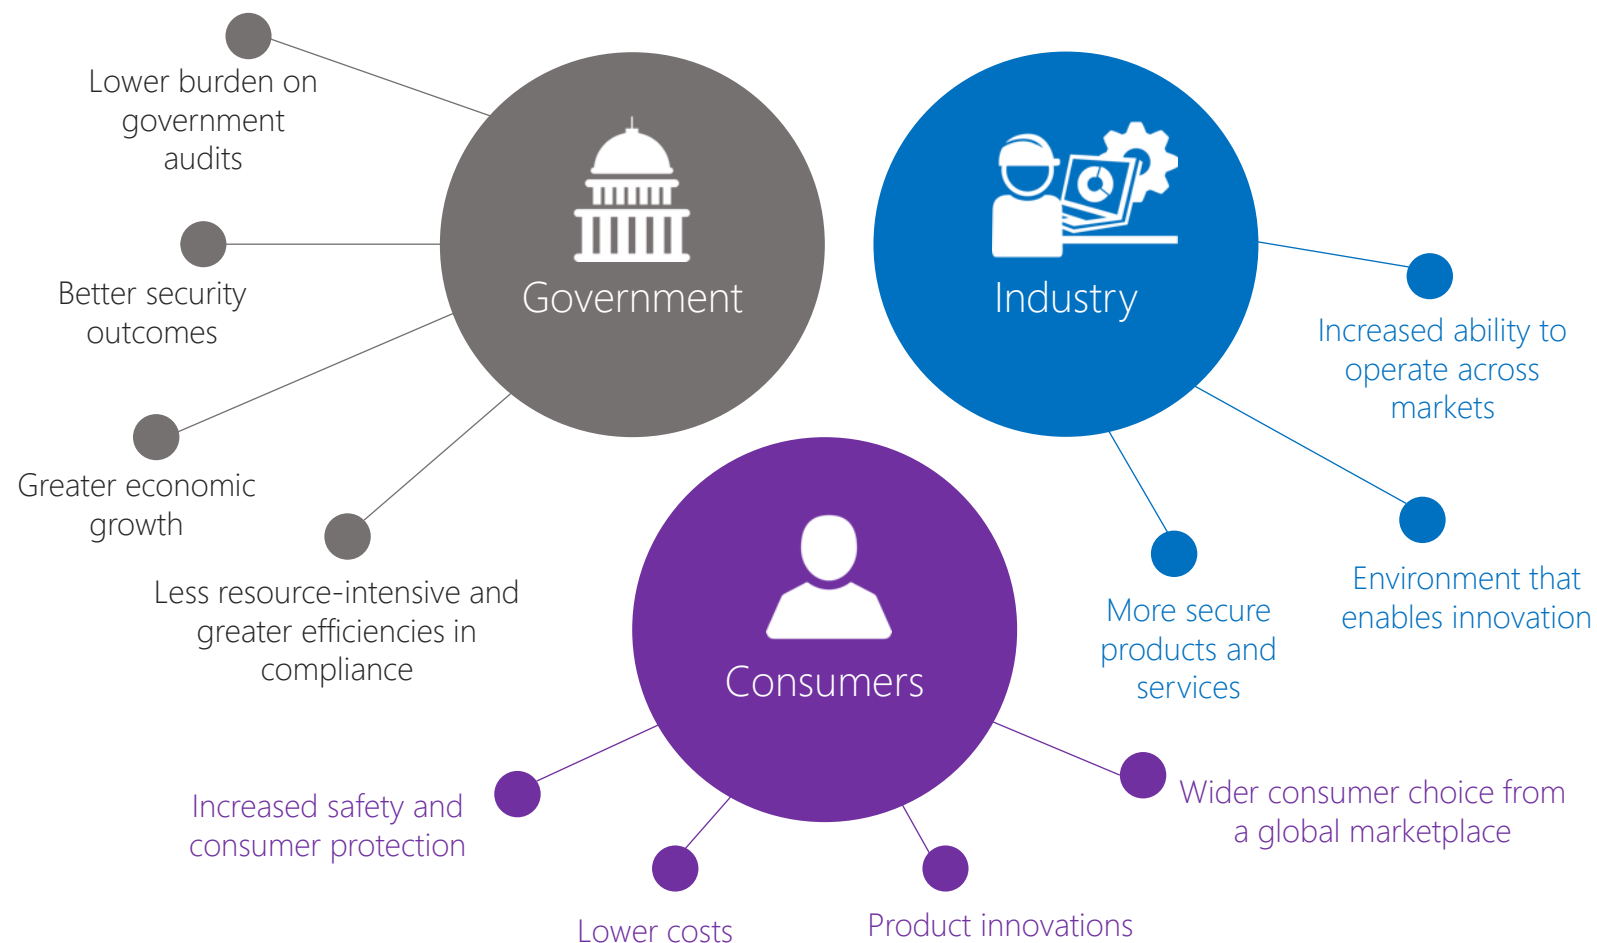 Lower burden on
government
audits
Better security
outcomes
Greater economic
growth
Less resource-intensive and
greater efficiencies in
compliance
Government
Industry
Increased ability to
operate across
markets
Environment that
enables innovation
More secure
products and
services
Consumers
Increased safety and
consumer protection
Lower costs
Product innovations
Wider consumer choice from
a global marketplace